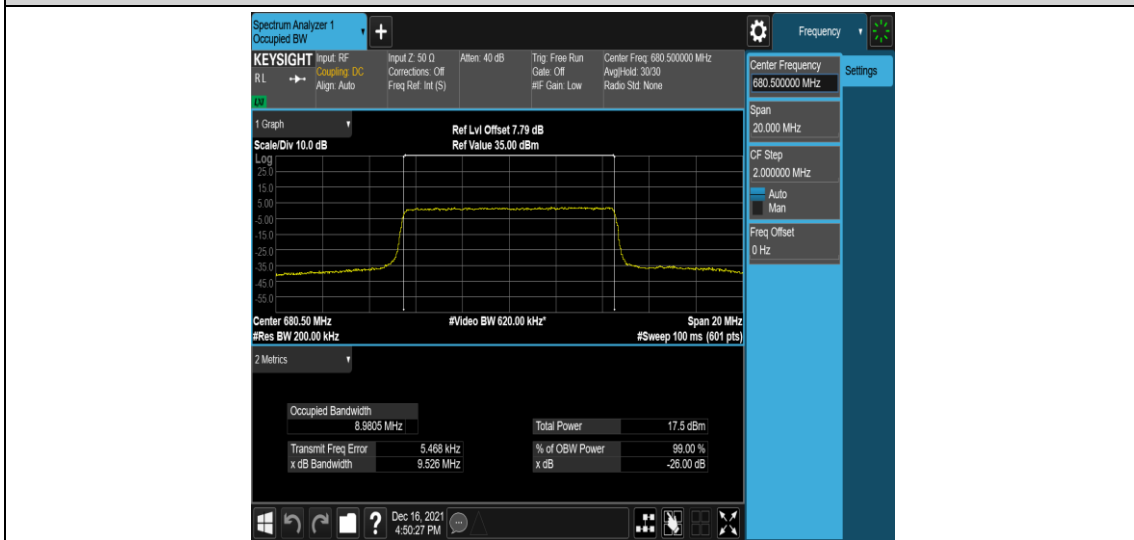 Spectrum Analyzer 1
Occupied BW
+
Frequency
KEYSIGHT
RL
LXI
Input: RF
Coupling: DC
Align: Auto
Input Z: 50 Ω
Corrections: Off
Freq Ref: Int (S)
Atten: 40 dB
Trig: Free Run
Gate: Off
#IF Gain: Low
Center Freq: 680.500000 MHz
Avg|Hold: 30/30
Radio Std: None
Center Frequency
680.500000 MHz
Settings
Span
20.000 MHz
CF Step
2.000000 MHz
Auto
Man
Freq Offset
0 Hz
1 Graph
Scale/Div 10.0 dB
Ref Lvl Offset 7.79 dB
Ref Value 35.00 dBm
Log
25.0
15.0
5.00
-5.00
-15.0
-25.0
-35.0
-45.0
-55.0
Center 680.50 MHz
#Video BW 620.00 kHz*
Span 20 MHz
#Res BW 200.00 kHz
#Sweep 100 ms (601 pts)
2 Metrics
Occupied Bandwidth
8.9805 MHz
Total Power 17.5 dBm
Transmit Freq Error 5.468 kHz
% of OBW Power 99.00 %
x dB Bandwidth 9.526 MHz
x dB -26.00 dB
?
Dec 16, 2021
4:50:27 PM